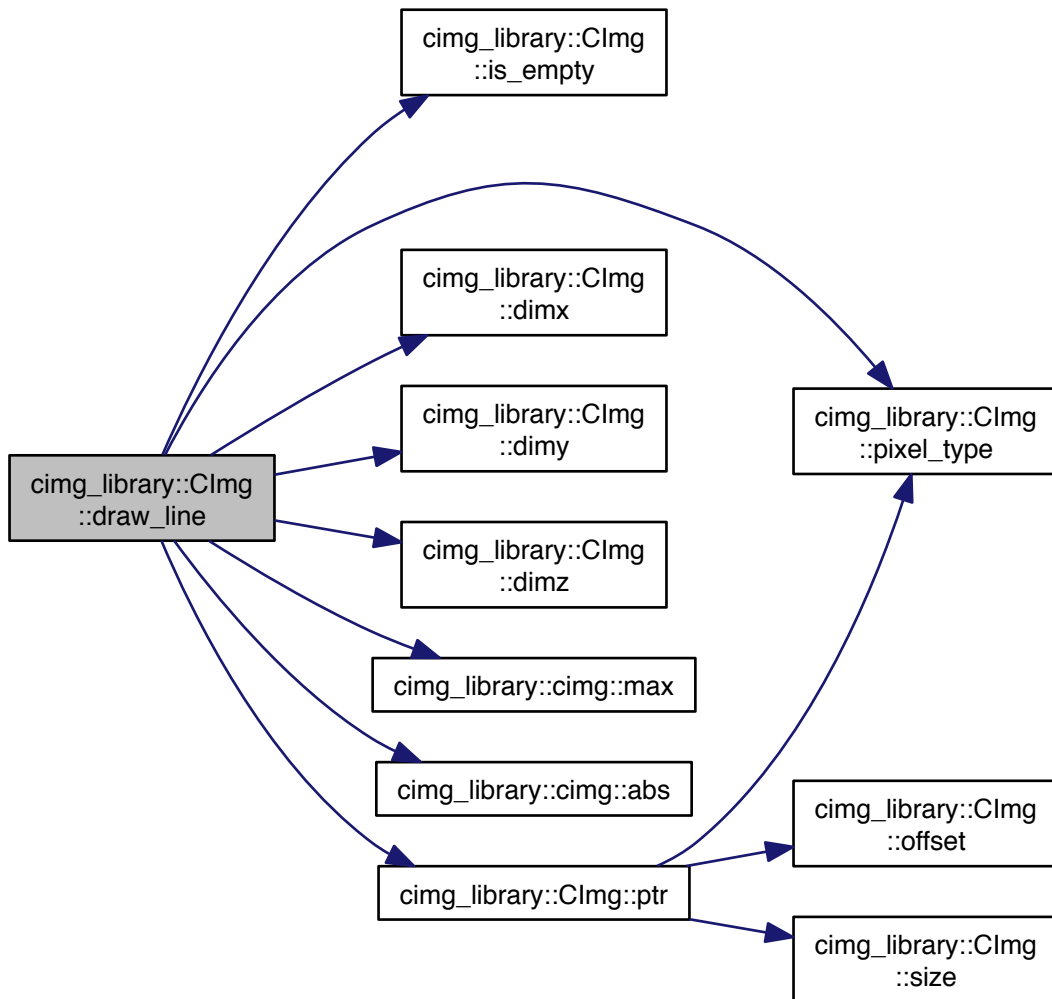 cimg_library::CImg
::is_empty
cimg_library::CImg
::dimx
cimg_library::CImg
::dimy
cimg_library::CImg
::pixel_type
cimg_library::CImg
::draw_line
cimg_library::CImg
::dimz
cimg_library::cimg::max
cimg_library::cimg::abs
cimg_library::CImg
::offset
cimg_library::CImg::ptr
cimg_library::CImg
::size